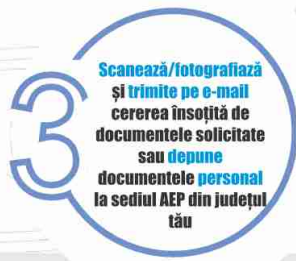 3
Scanează/fotografiază
și trimite pe e-mail
cererea însoțită de
documentele solicitate
sau depune
documentele personal
la sediul AEP din județul
tău